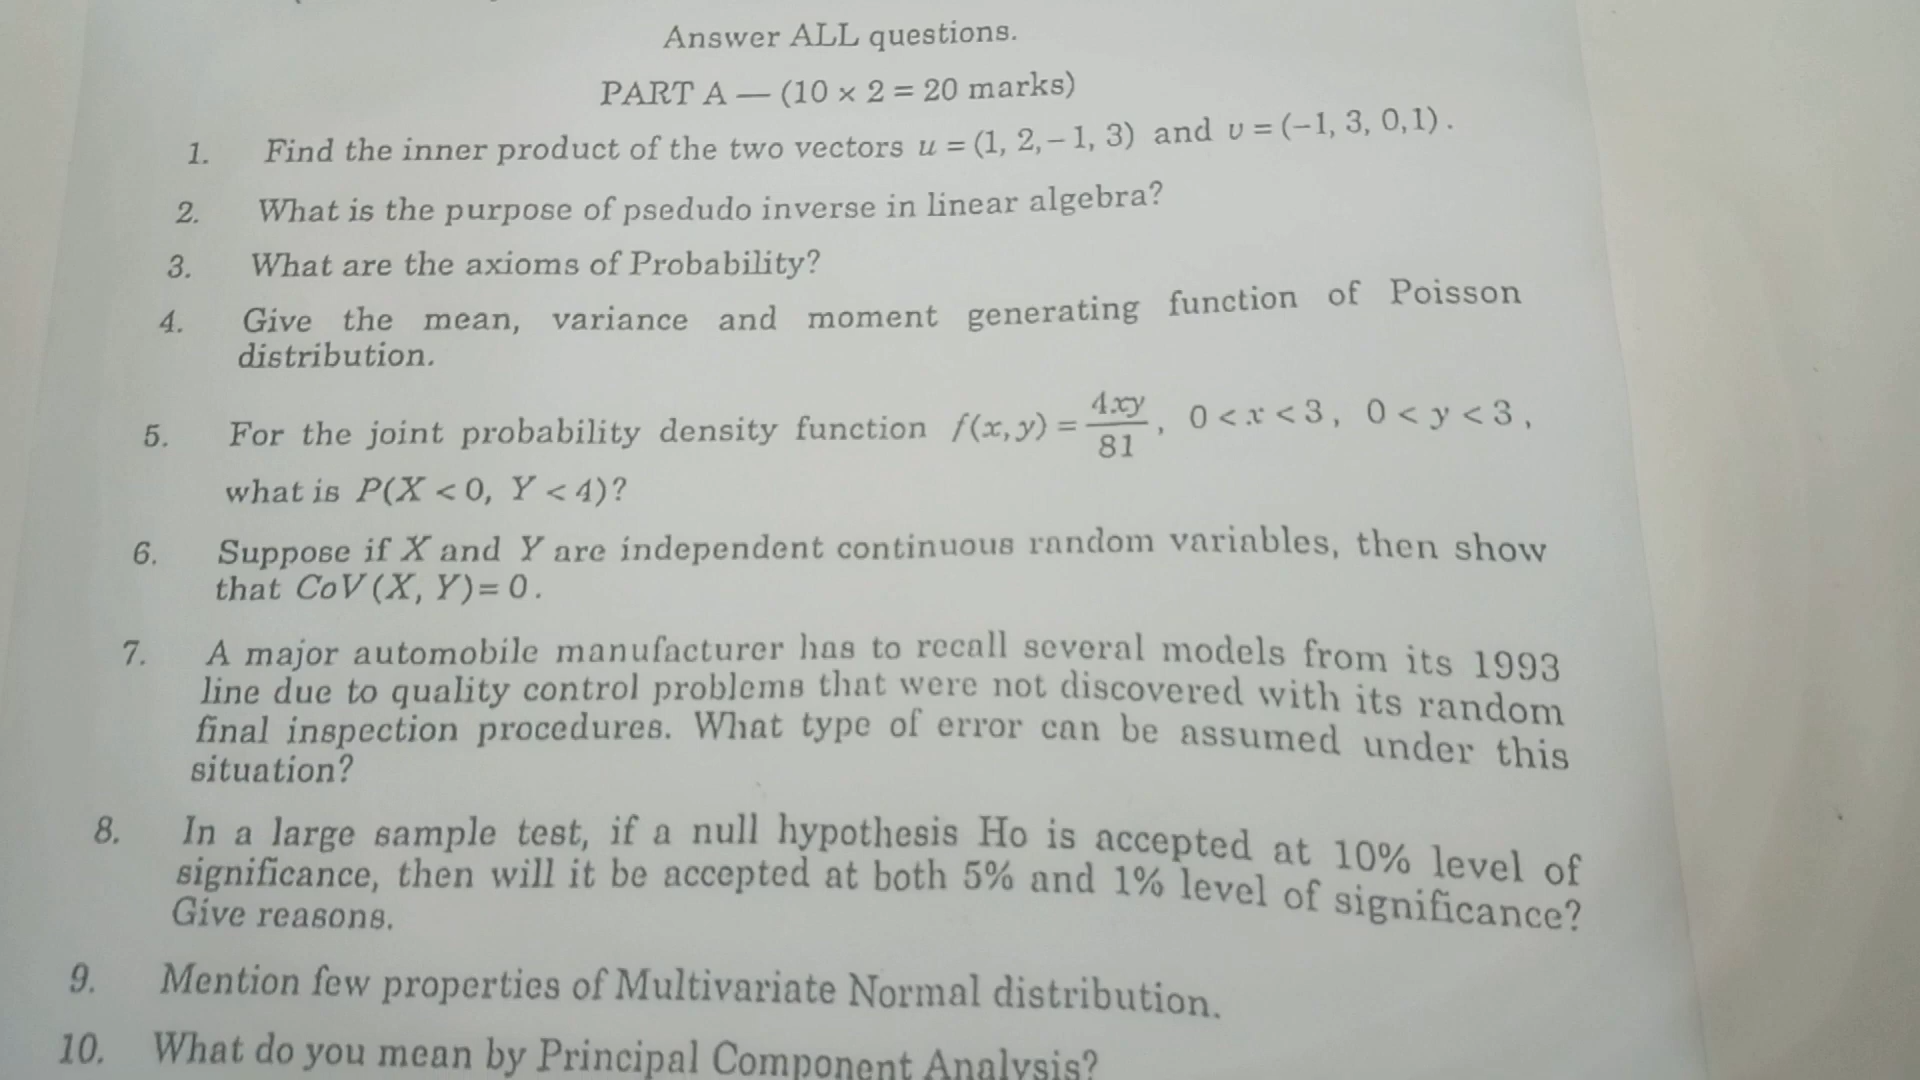 Answer ALL questions.
PART A — (10 × 2 = 20 marks)
1. Find the inner product of the two vectors u = (1, 2, – 1, 3) and v = (–1, 3, 0,1).
2. What is the purpose of psedudo inverse in linear algebra?
3. What are the axioms of Probability?
4. Give the mean, variance and moment generating function of Poisson
distribution.
5. For the joint probability density function f(x, y) = 4xy/81, 0 < x < 3, 0 < y < 3,
what is P(X < 0, Y < 4)?
6. Suppose if X and Y are independent continuous random variables, then show
that CoV (X, Y) = 0.
7. A major automobile manufacturer has to recall several models from its 1993
line due to quality control problems that were not discovered with its random
final inspection procedures. What type of error can be assumed under this
situation?
8. In a large sample test, if a null hypothesis Ho is accepted at 10% level of
significance, then will it be accepted at both 5% and 1% level of significance?
Give reasons.
9. Mention few properties of Multivariate Normal distribution.
10. What do you mean by Principal Component Analysis?